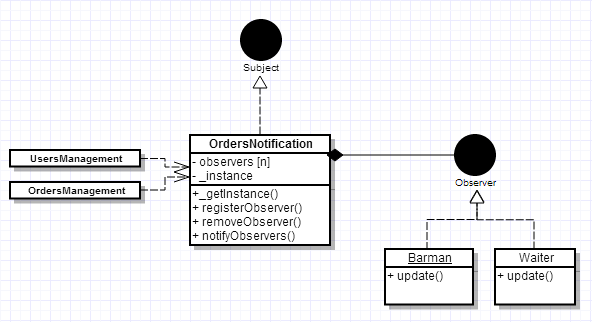 Subject
OrdersNotification
- observers [n]
- _instance
+_getInstance()
+ registerObserver()
+ removeObserver()
+ notifyObservers()
UsersManagement
OrdersManagement
Observer
Barman
+ update()
Waiter
+ update()